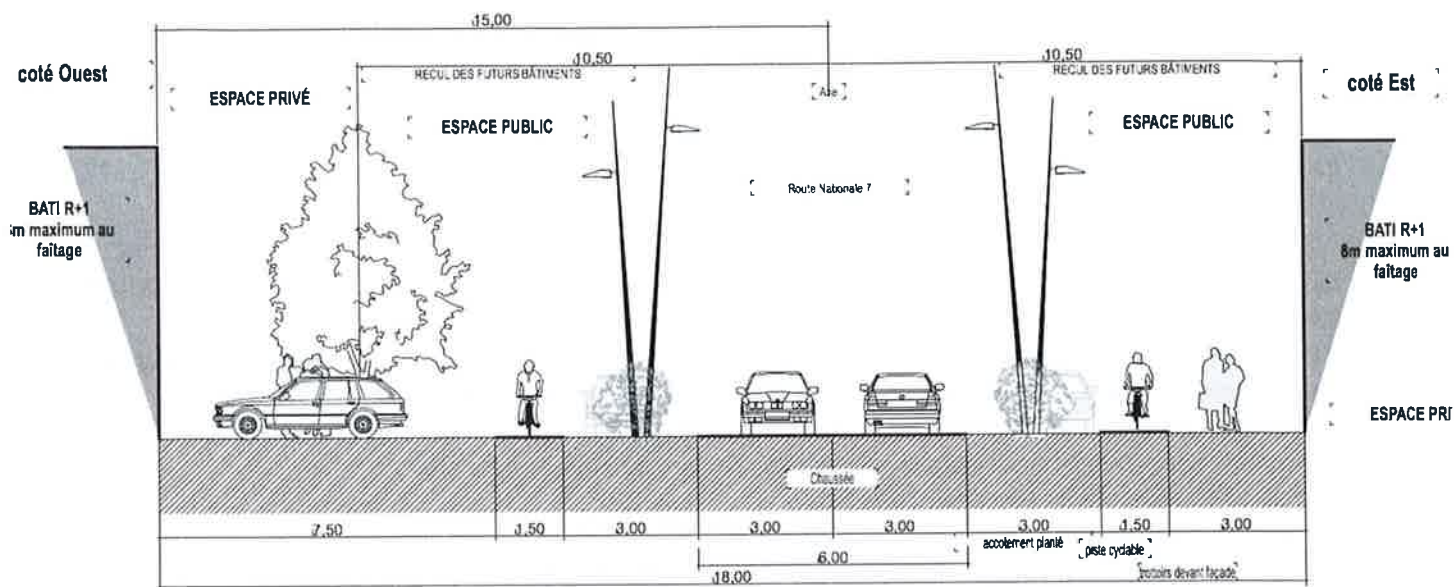 15,00
10,50
10,50
coté Ouest
RECUL DES FUTURS BÂTIMENTS
RECUL DES FUTURS BÂTIMENTS
coté Est
ESPACE PRIVÉ
Axe
ESPACE PUBLIC
ESPACE PUBLIC
Route Nationale 7
BATI R+1
m maximum au
faîtage
BATI R+1
8m maximum au
faîtage
ESPACE PRI
Chaussée
7,50
1,50
3,00
3,00
3,00
3,00
1,50
3,00
accotement planté
piste cyclable
6,00
trottoirs devant façade
18,00